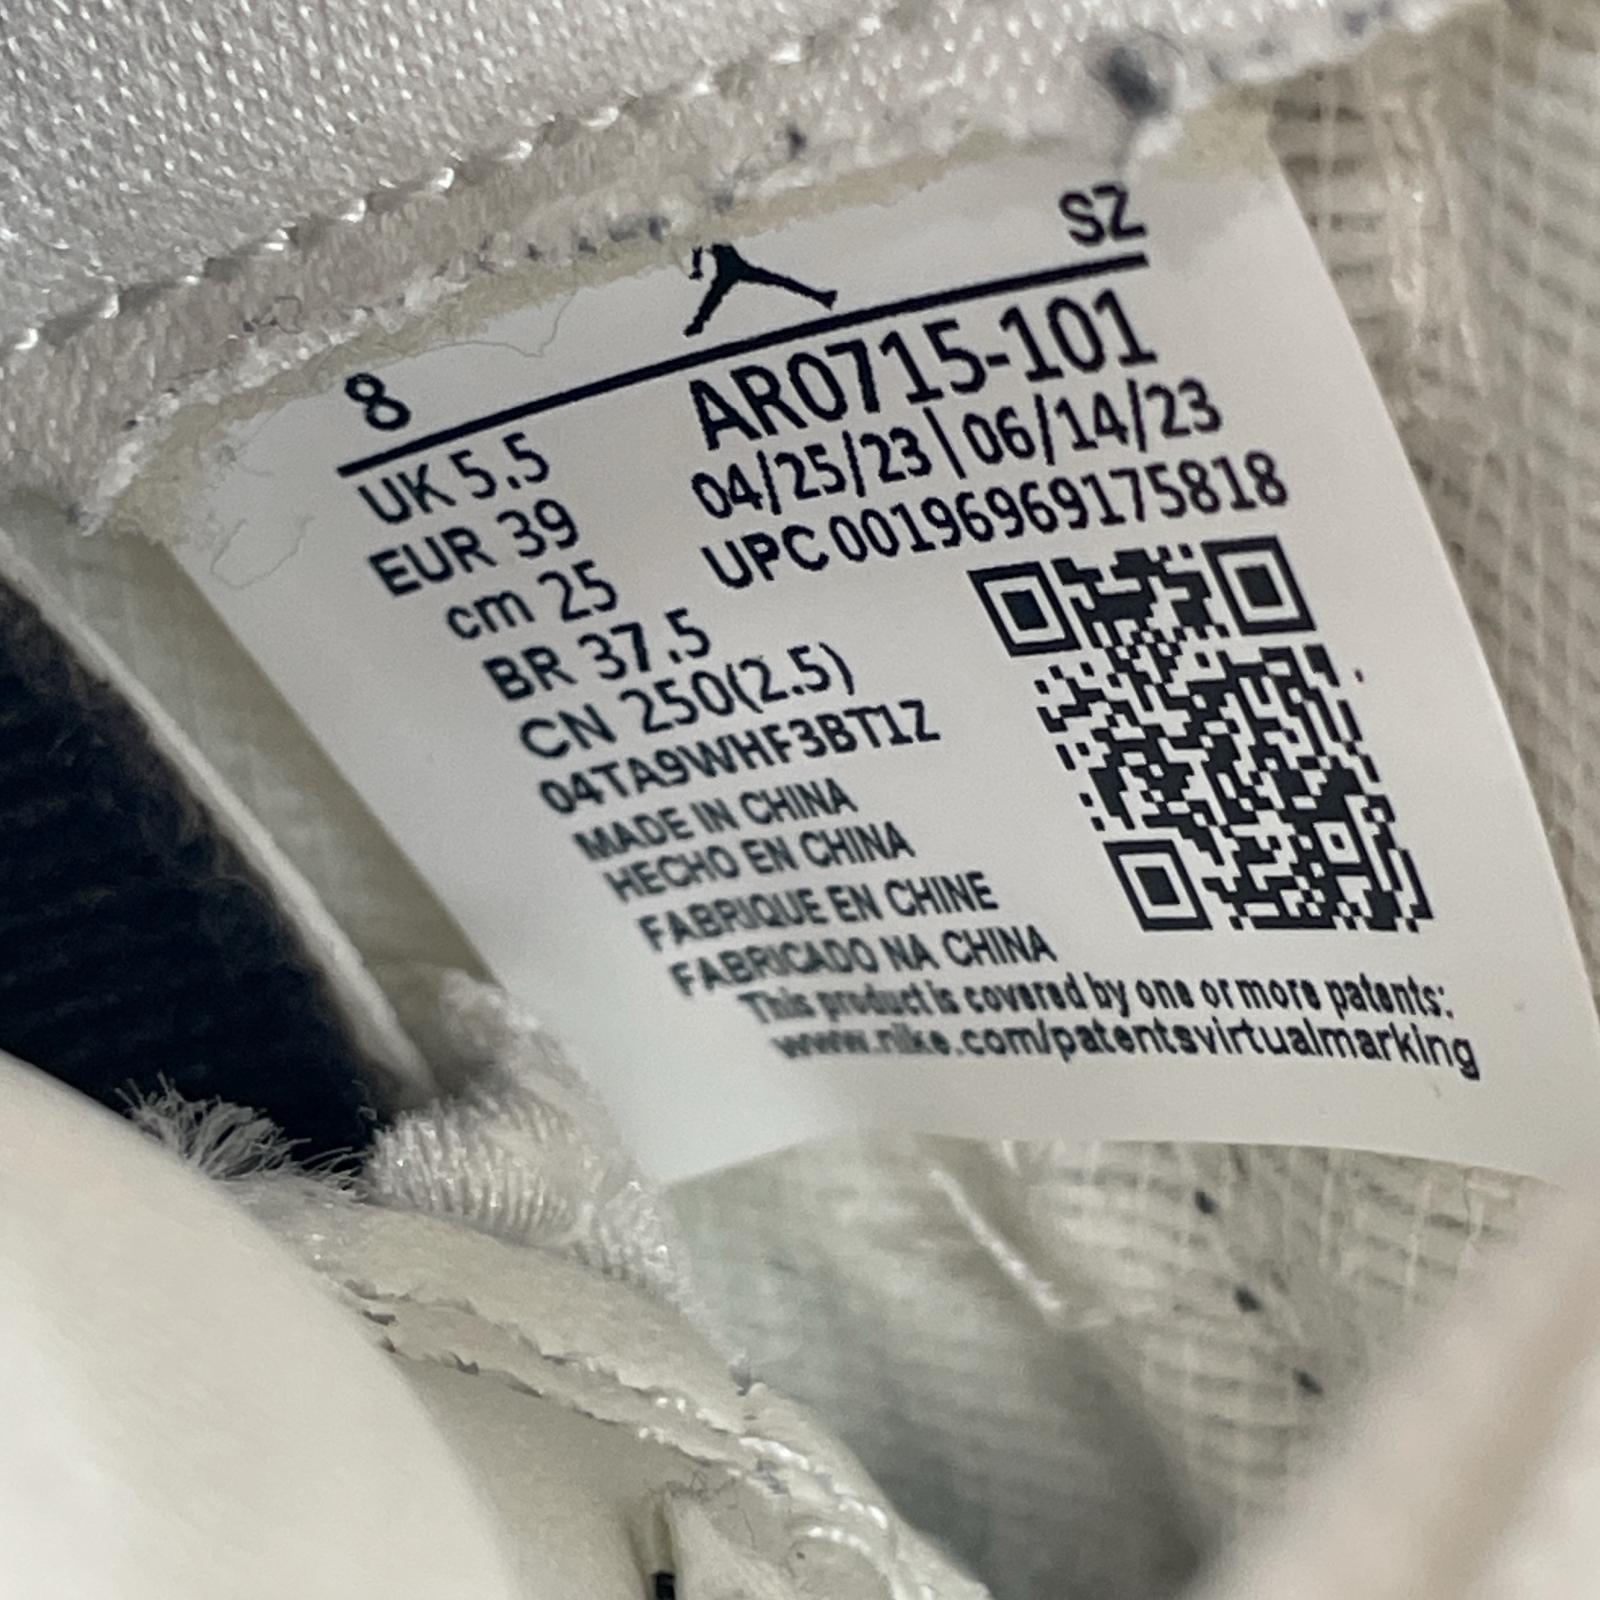 8 SZ
UK 5.5 AR0715-101
EUR 39 04/25/23|06/14/23
cm 25 UPC 00196969175818
BR 37.5
CN 250(2.5)
04TA9WHF3BT1Z
MADE IN CHINA
HECHO EN CHINA
FABRIQUE EN CHINE
FABRICADO NA CHINA
This product is covered by one or more patents:
www.nike.com/patentsvirtualmarking